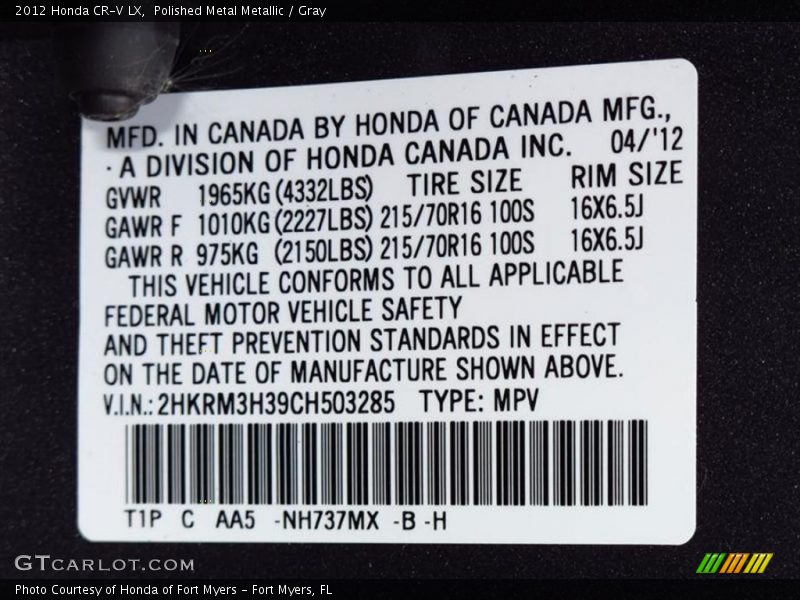 2012 Honda CR-V LX, Polished Metal Metallic / Gray
MFD. IN CANADA BY HONDA OF CANADA MFG.,
·A DIVISION OF HONDA CANADA INC. 04/'12
GVWR 1965KG (4332LBS) TIRE SIZE RIM SIZE
GAWR F 1010KG (2227LBS) 215/70R16 100S 16X6.5J
GAWR R 975KG (2150LBS) 215/70R16 100S 16X6.5J
THIS VEHICLE CONFORMS TO ALL APPLICABLE
FEDERAL MOTOR VEHICLE SAFETY
AND THEFT PREVENTION STANDARDS IN EFFECT
ON THE DATE OF MANUFACTURE SHOWN ABOVE.
V.I.N.: 2HKRM3H39CH503285 TYPE: MPV
T1P C AA5 -NH737MX -B -H
GTCARLOT.COM
Photo Courtesy of Honda of Fort Myers - Fort Myers, FL